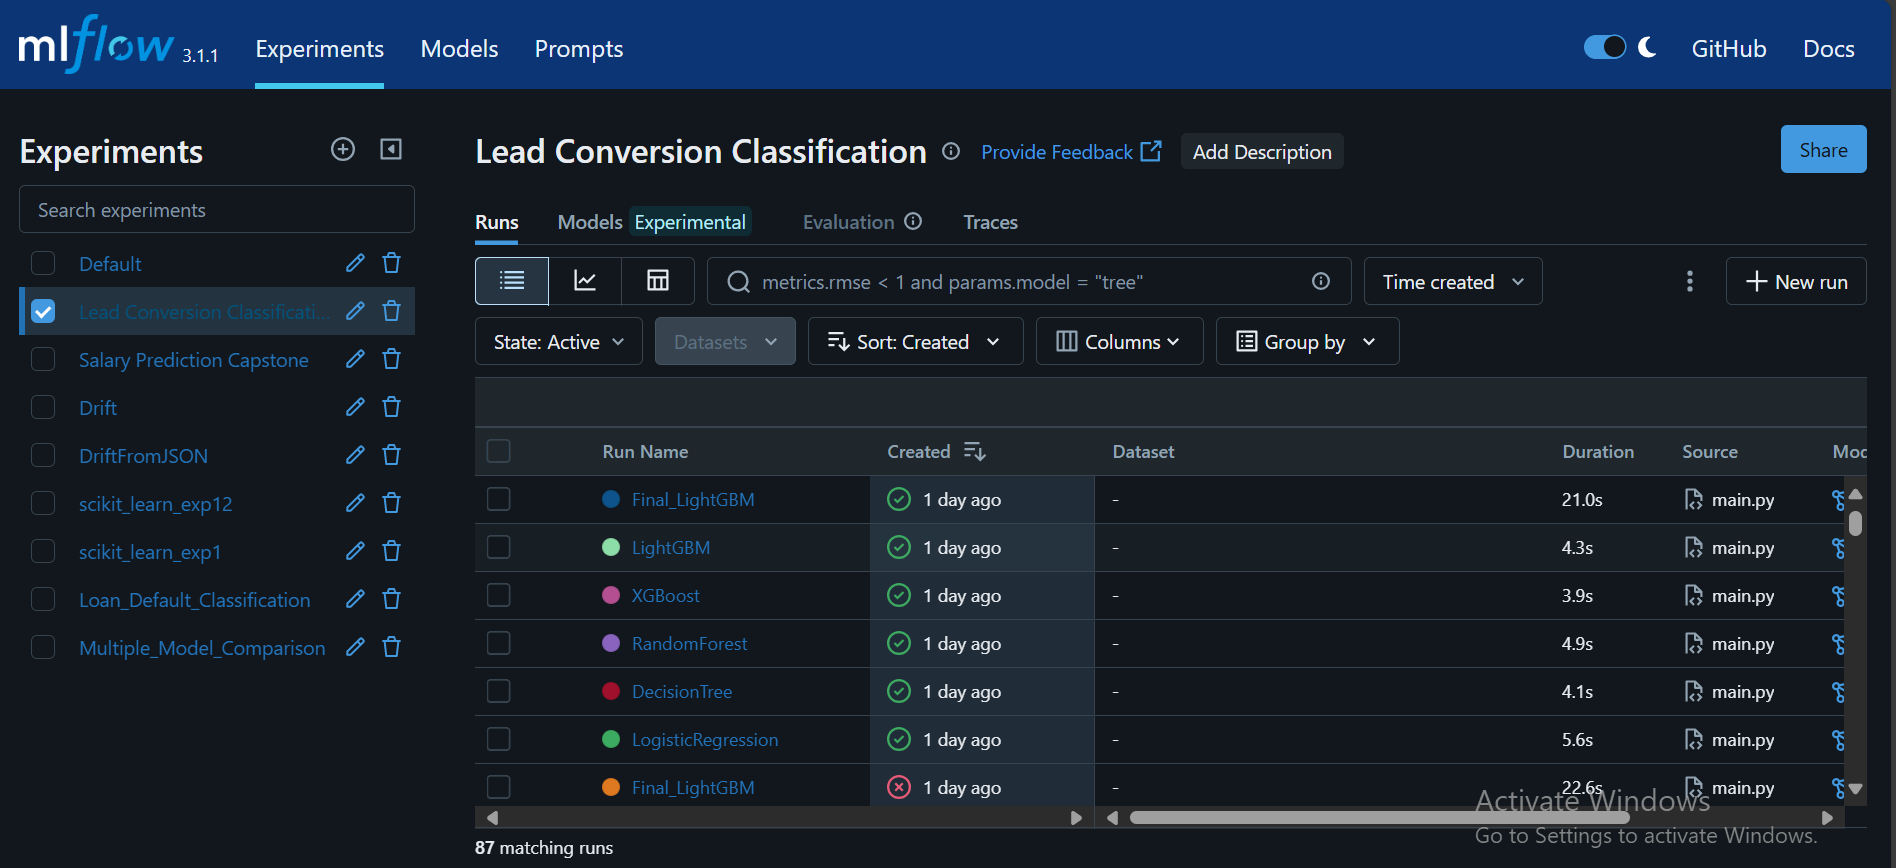 mlflow 3.1.1 Experiments Models Prompts GitHub Docs
Experiments
Search experiments
Default
Lead Conversion Classificati...
Salary Prediction Capstone
Drift
DriftFromJSON
scikit_learn_exp12
scikit_learn_exp1
Loan_Default_Classification
Multiple_Model_Comparison
Lead Conversion Classification Provide Feedback Add Description Share
Runs Models Experimental Evaluation Traces
metrics.rmse < 1 and params.model = "tree" Time created New run
State: Active Datasets Sort: Created Columns Group by
Run Name Created Dataset Duration Source Moc
Final_LightGBM 1 day ago - 21.0s main.py
LightGBM 1 day ago - 4.3s main.py
XGBoost 1 day ago - 3.9s main.py
RandomForest 1 day ago - 4.9s main.py
DecisionTree 1 day ago - 4.1s main.py
LogisticRegression 1 day ago - 5.6s main.py
Final_LightGBM 1 day ago - 22.6s main.py
87 matching runs
Activate Windows
Go to Settings to activate Windows.